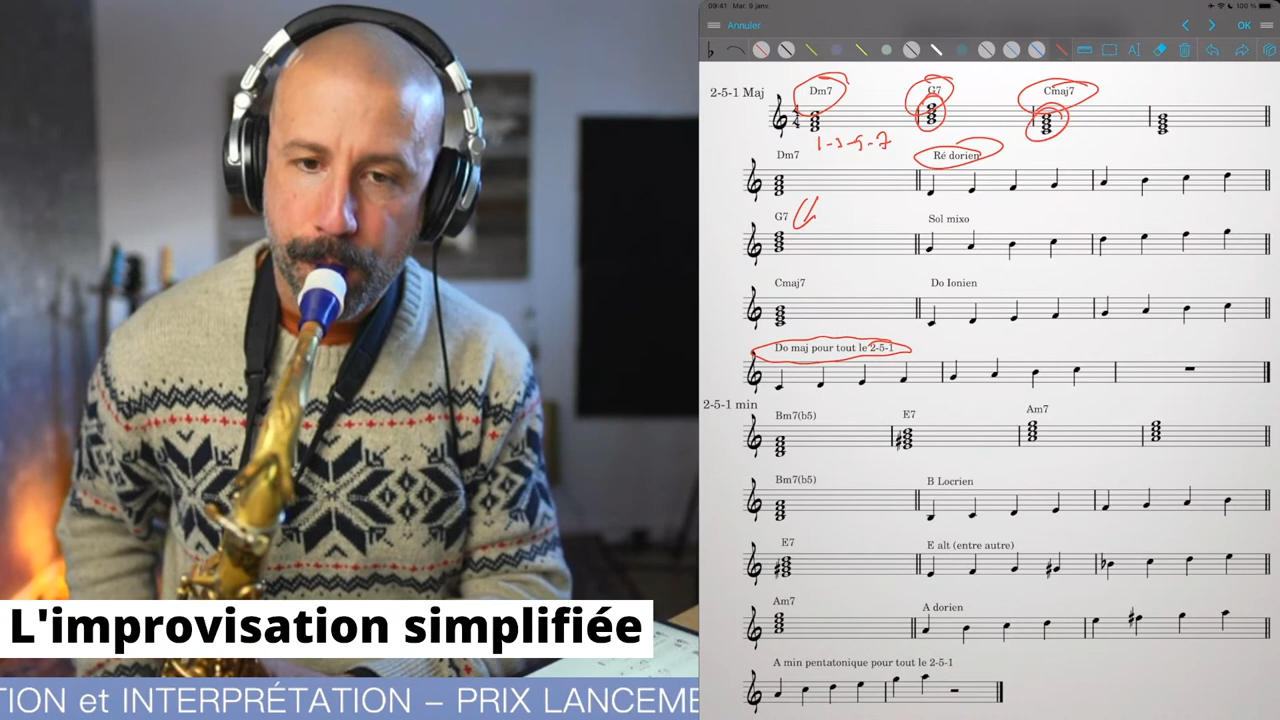 L'improvisation simplifiée
TION et INTERPRÉTATION – PRIX LANCEME
09:41 Mar. 9 janv.
100 %
Annuler
OK
2-5-1 Maj
Dm7 G7 Cmaj7
1-3-5-7
Dm7 Ré dorien
G7 Sol mixo
Cmaj7 Do Ionien
Do maj pour tout le 2-5-1
2-5-1 min
Bm7(b5) E7 Am7
Bm7(b5) B Locrien
E7 E alt (entre autre)
Am7 A dorien
A min pentatonique pour tout le 2-5-1